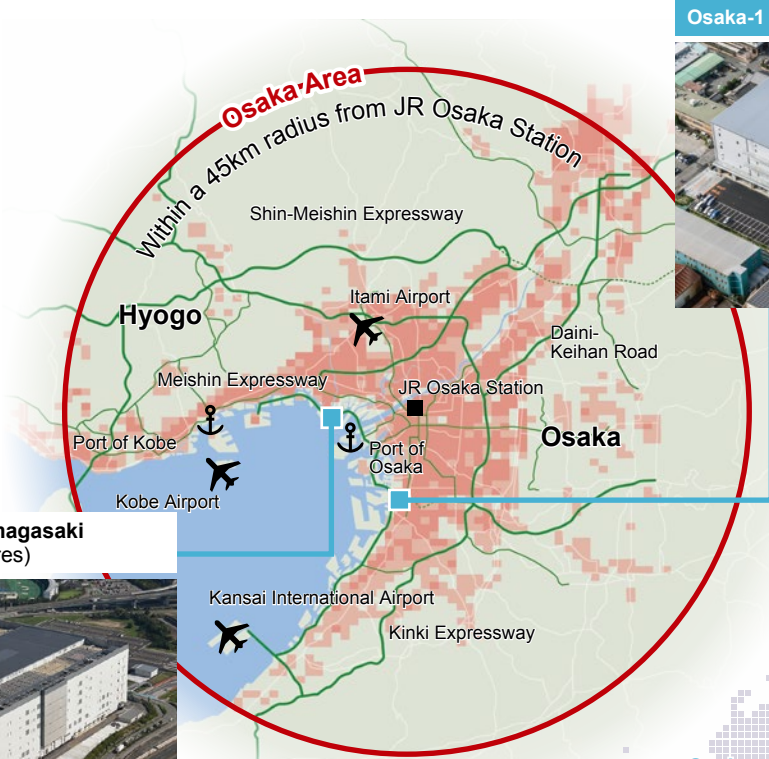 Osaka-1
Osaka Area
Within a 45km radius from JR Osaka Station
Shin-Meishin Expressway
Itami Airport
Hyogo
Daini-
Keihan Road
Meishin Expressway
JR Osaka Station
Port of Kobe
Port of
Osaka
Osaka
Kobe Airport
Kansai International Airport
Kinki Expressway